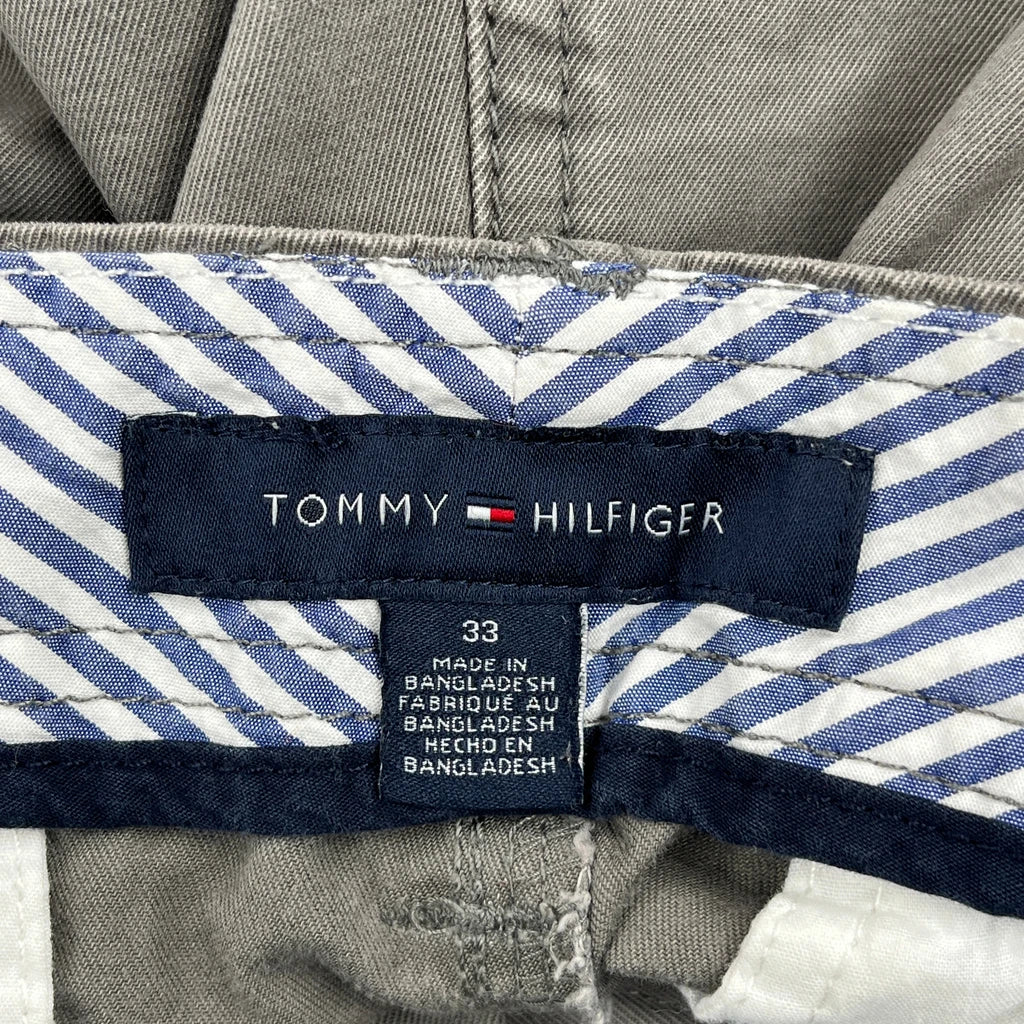 TOMMY HILFIGER
33
MADE IN
BANGLADESH
FABRIQUÉ AU
BANGLADESH
HECHO EN
BANGLADESH